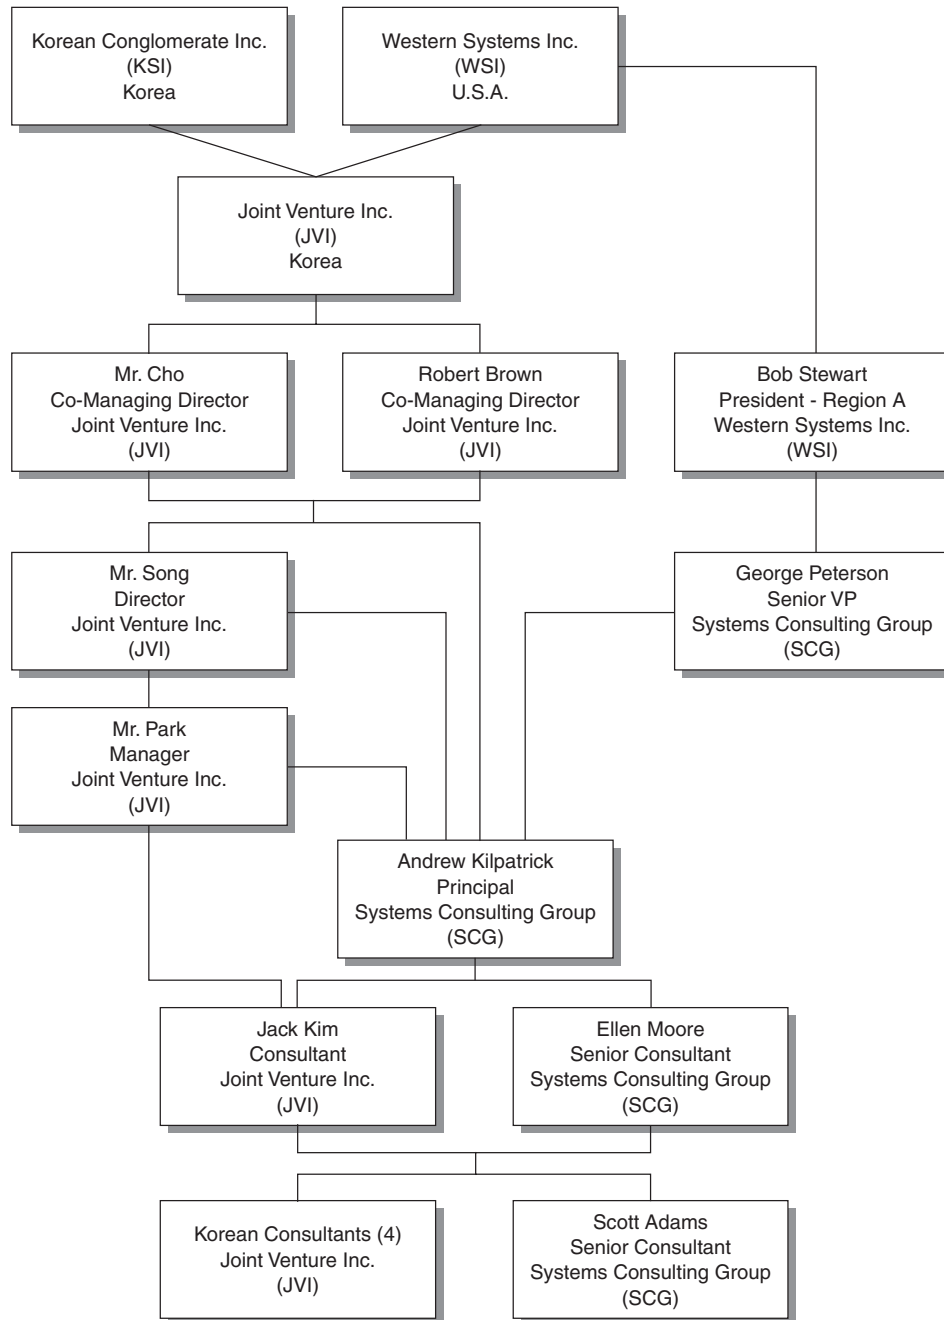 Korean Conglomerate Inc.
(KSI)
Korea
Western Systems Inc.
(WSI)
U.S.A.
Joint Venture Inc.
(JVI)
Korea
Mr. Cho
Co-Managing Director
Joint Venture Inc.
(JVI)
Robert Brown
Co-Managing Director
Joint Venture Inc.
(JVI)
Bob Stewart
President - Region A
Western Systems Inc.
(WSI)
Mr. Song
Director
Joint Venture Inc.
(JVI)
George Peterson
Senior VP
Systems Consulting Group
(SCG)
Mr. Park
Manager
Joint Venture Inc.
(JVI)
Andrew Kilpatrick
Principal
Systems Consulting Group
(SCG)
Jack Kim
Consultant
Joint Venture Inc.
(JVI)
Ellen Moore
Senior Consultant
Systems Consulting Group
(SCG)
Korean Consultants (4)
Joint Venture Inc.
(JVI)
Scott Adams
Senior Consultant
Systems Consulting Group
(SCG)